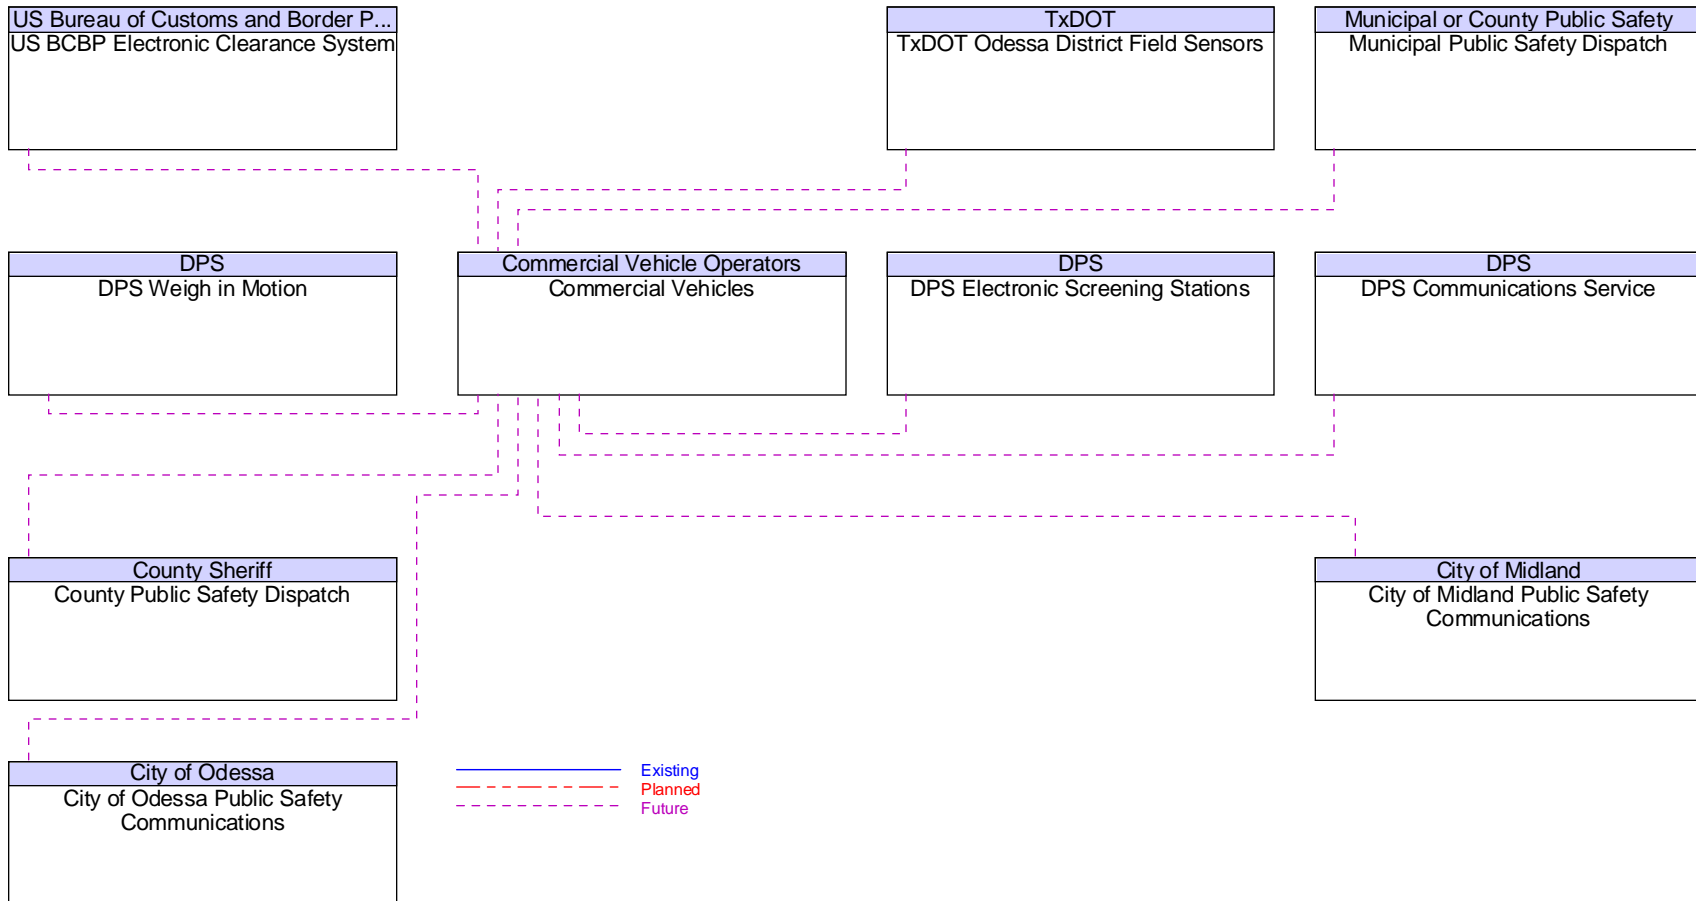 US Bureau of Customs and Border P...
US BCBP Electronic Clearance System
TxDOT
TxDOT Odessa District Field Sensors
Municipal or County Public Safety
Municipal Public Safety Dispatch
DPS
DPS Weigh in Motion
Commercial Vehicle Operators
Commercial Vehicles
DPS
DPS Electronic Screening Stations
DPS
DPS Communications Service
County Sheriff
County Public Safety Dispatch
City of Midland
City of Midland Public Safety
Communications
City of Odessa
City of Odessa Public Safety
Communications
Existing
Planned
Future